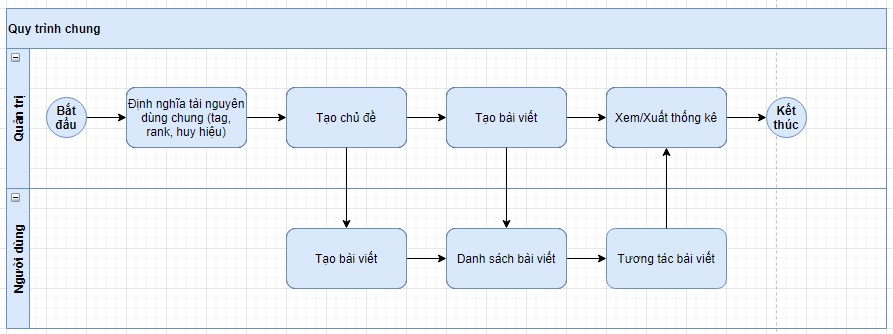 Quy trình chung
Quản trị
Bắt
đầu
Định nghĩa tài nguyên
dùng chung (tag,
rank, huy hiệu)
Tạo chủ đề
Tạo bài viết
Xem/Xuất thống kê
Kết
thúc
Người dùng
Tạo bài viết
Danh sách bài viết
Tương tác bài viết